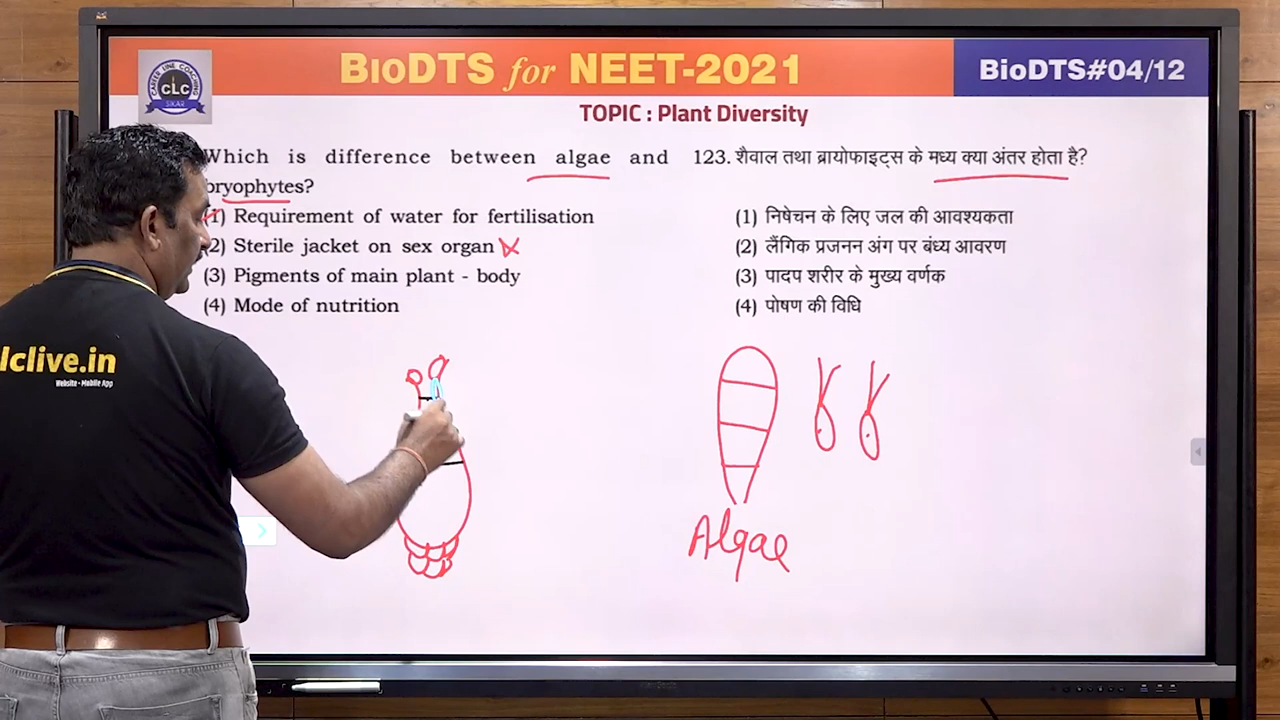 BIODTS for NEET-2021
BioDTS#04/12
CAREER LINE COACHING
CLC
SIKAR
TOPIC : Plant Diversity
Which is difference between algae and
bryophytes?
(1) Requirement of water for fertilisation
(2) Sterile jacket on sex organ
(3) Pigments of main plant - body
(4) Mode of nutrition
123. शैवाल तथा ब्रायोफाइट्स के मध्य क्या अंतर होता है?
(1) निषेचन के लिए जल की आवश्यकता
(2) लैंगिक प्रजनन अंग पर बंध्य आवरण
(3) पादप शरीर के मुख्य वर्णक
(4) पोषण की विधि
lclive.in
Website - Mobile App
Algae